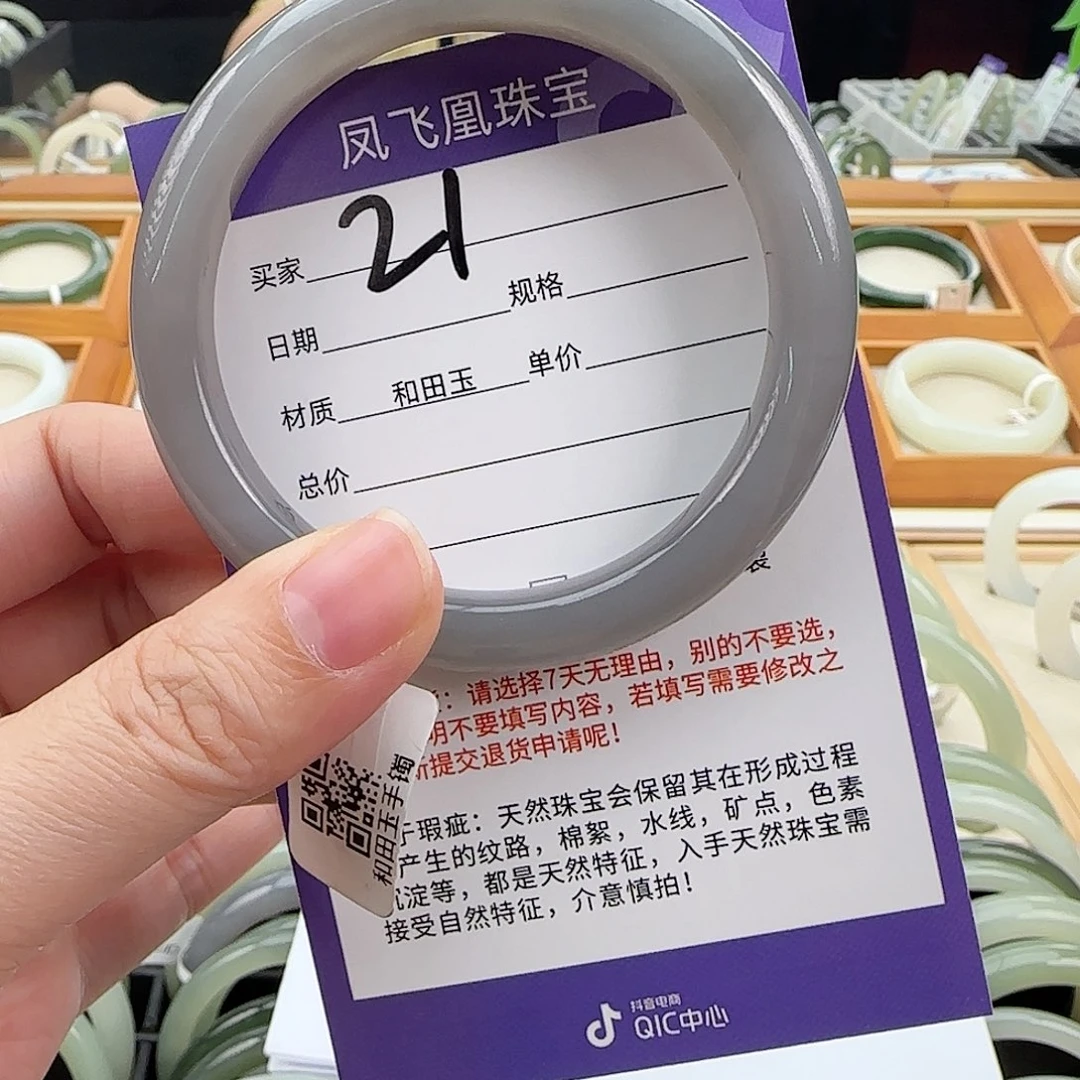 凤飞凰珠宝
21
买家
日期 规格
材质 和田玉 单价
总价
请选择7天无理由，别的不要选，
明不要填写内容，若填写需要修改之
提交退货申请呢！
瑕疵：天然珠宝会保留其在形成过程
产生的纹路，棉絮，水线，矿点，色素
沉淀等，都是天然特征，入手天然珠宝需
接受自然特征，介意慎拍！
和田玉手镯
抖音电商
QIC中心